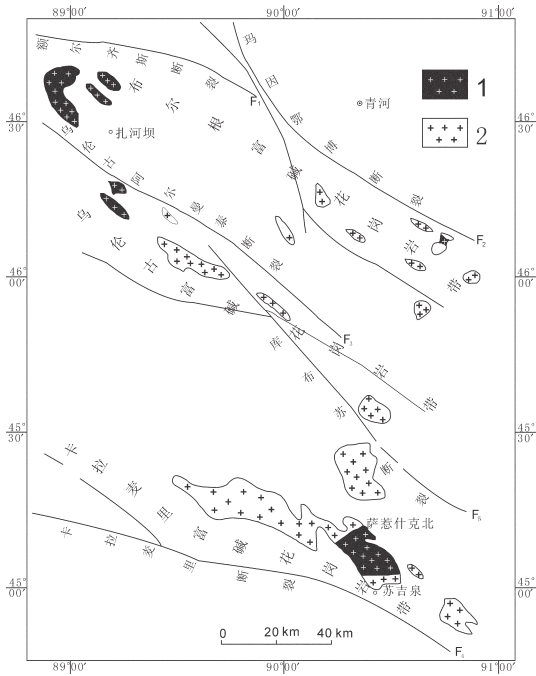 89°00′
90°00′
91°00′
额尔齐斯断裂
F₁
玛因鄂博断裂
F₂
布尔根富碱花岗岩带
1
2
青河
46°
30′
46°
30′
扎河坝
乌伦古阿尔曼泰断裂
F₃
乌伦古富碱花岗岩带
46°
00′
46°
00′
库布苏断裂
F₅
45°
30′
45°
30′
卡拉麦里富碱花岗岩带
卡拉麦里断裂
F₄
萨惹什克北
苏吉泉
45°
00′
45°
00′
0 20 km 40 km
89°00′
90°00′
91°00′